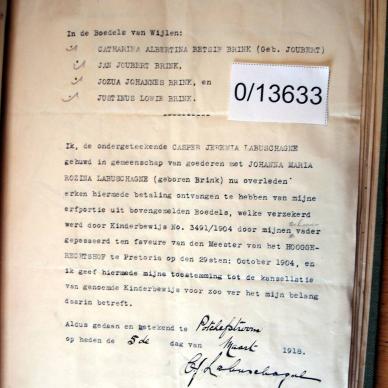 In de Boedels van Wijlen:
CATHARINA ALBERTINA BETSIE BRINK (Geb. JOUBERT)
JAN JOUBERT BRINK,
JOZUA JOHANNES BRINK, en
JUSTINUS LOWIE BRINK.
0/13633
Ik, de ondergeteeckende CASPER JEREMIA LABUSCHAGNE
gehuwd in gemeenschap van goederen met JOHANNA MARIA
ROZINA LABUSCHAGNE (geboren Brink) nu overleden
erken hiermede betaling ontvangen te hebben van mijne
erfportie uit bovengemelden Boedels, welke verzekerd
werd door Kinderbewijs No. 3491/1904 door mijnen vader
gepasseerd ten faveure van den Meester van het HOOGGE-
RECHTSHOF te Pretoria op den 29sten: October 1904, en
ik geef hiermede mijne toestemming tot de kansellatie
van genoemde Kinderbewijs voor zoo ver het mijn belang
daarin betreft.
Aldus gedaan en geteekend te Potchefstroom
op heden de 5de dag van Maart 1918.
CJ Labuschagne